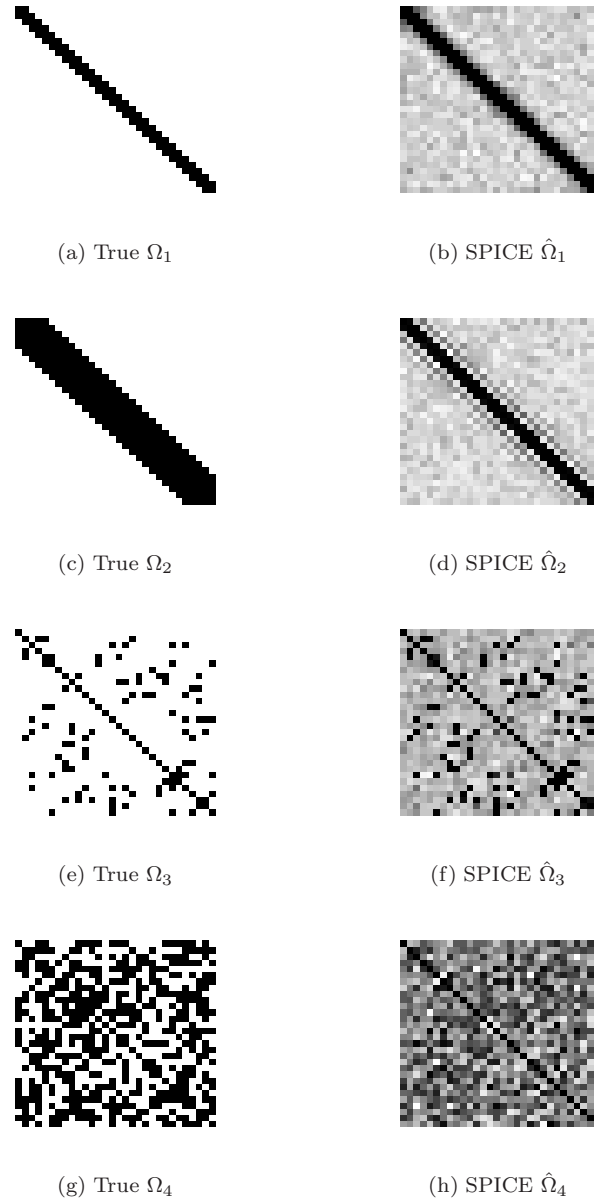 (a) True Ω₁
(b) SPICE Ω̂₁
(c) True Ω₂
(d) SPICE Ω̂₂
(e) True Ω₃
(f) SPICE Ω̂₃
(g) True Ω₄
(h) SPICE Ω̂₄